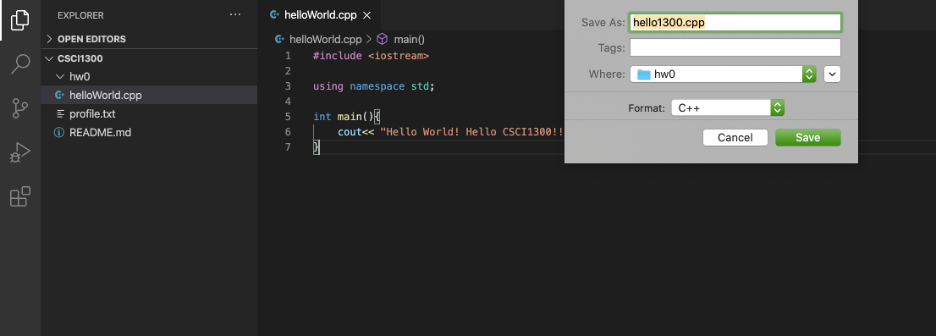 EXPLORER
...
OPEN EDITORS
CSCI1300
hw0
helloWorld.cpp
profile.txt
README.md
helloWorld.cpp
helloWorld.cpp > main()
1 #include <iostream>
2
3 using namespace std;
4
5 int main(){
6 cout<< "Hello World! Hello CSCI1300!!
7 }
Save As: hello1300.cpp
Tags:
Where: hw0
Format: C++
Cancel Save